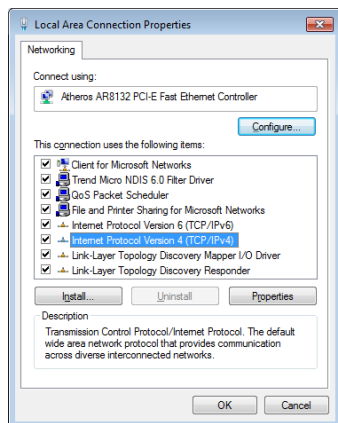 Local Area Connection Properties
Networking
Connect using:
Atheros AR8132 PCI-E Fast Ethernet Controller
Configure...
This connection uses the following items:
Client for Microsoft Networks
Trend Micro NDIS 6.0 Filter Driver
QoS Packet Scheduler
File and Printer Sharing for Microsoft Networks
Internet Protocol Version 6 (TCP/IPv6)
Internet Protocol Version 4 (TCP/IPv4)
Link-Layer Topology Discovery Mapper I/O Driver
Link-Layer Topology Discovery Responder
Install... Uninstall Properties
Description
Transmission Control Protocol/Internet Protocol. The default
wide area network protocol that provides communication
across diverse interconnected networks.
OK Cancel